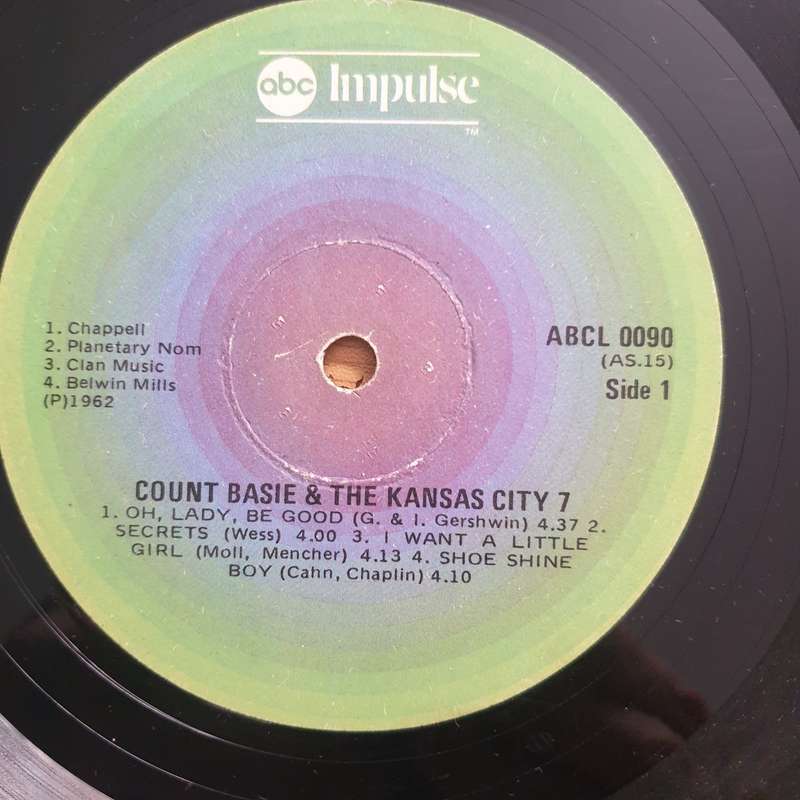 abc Impulse
TM
1. Chappell
2. Planetary Nom
3. Clan Music
4. Belwin Mills
(P)1962
ABCL 0090
(AS.15)
Side 1
COUNT BASIE & THE KANSAS CITY 7
1. OH, LADY, BE GOOD (G. & I. Gershwin) 4.37 2.
SECRETS (Wess) 4.00 3. I WANT A LITTLE
GIRL (Moll, Mencher) 4.13 4. SHOE SHINE
BOY (Cahn, Chaplin) 4.10